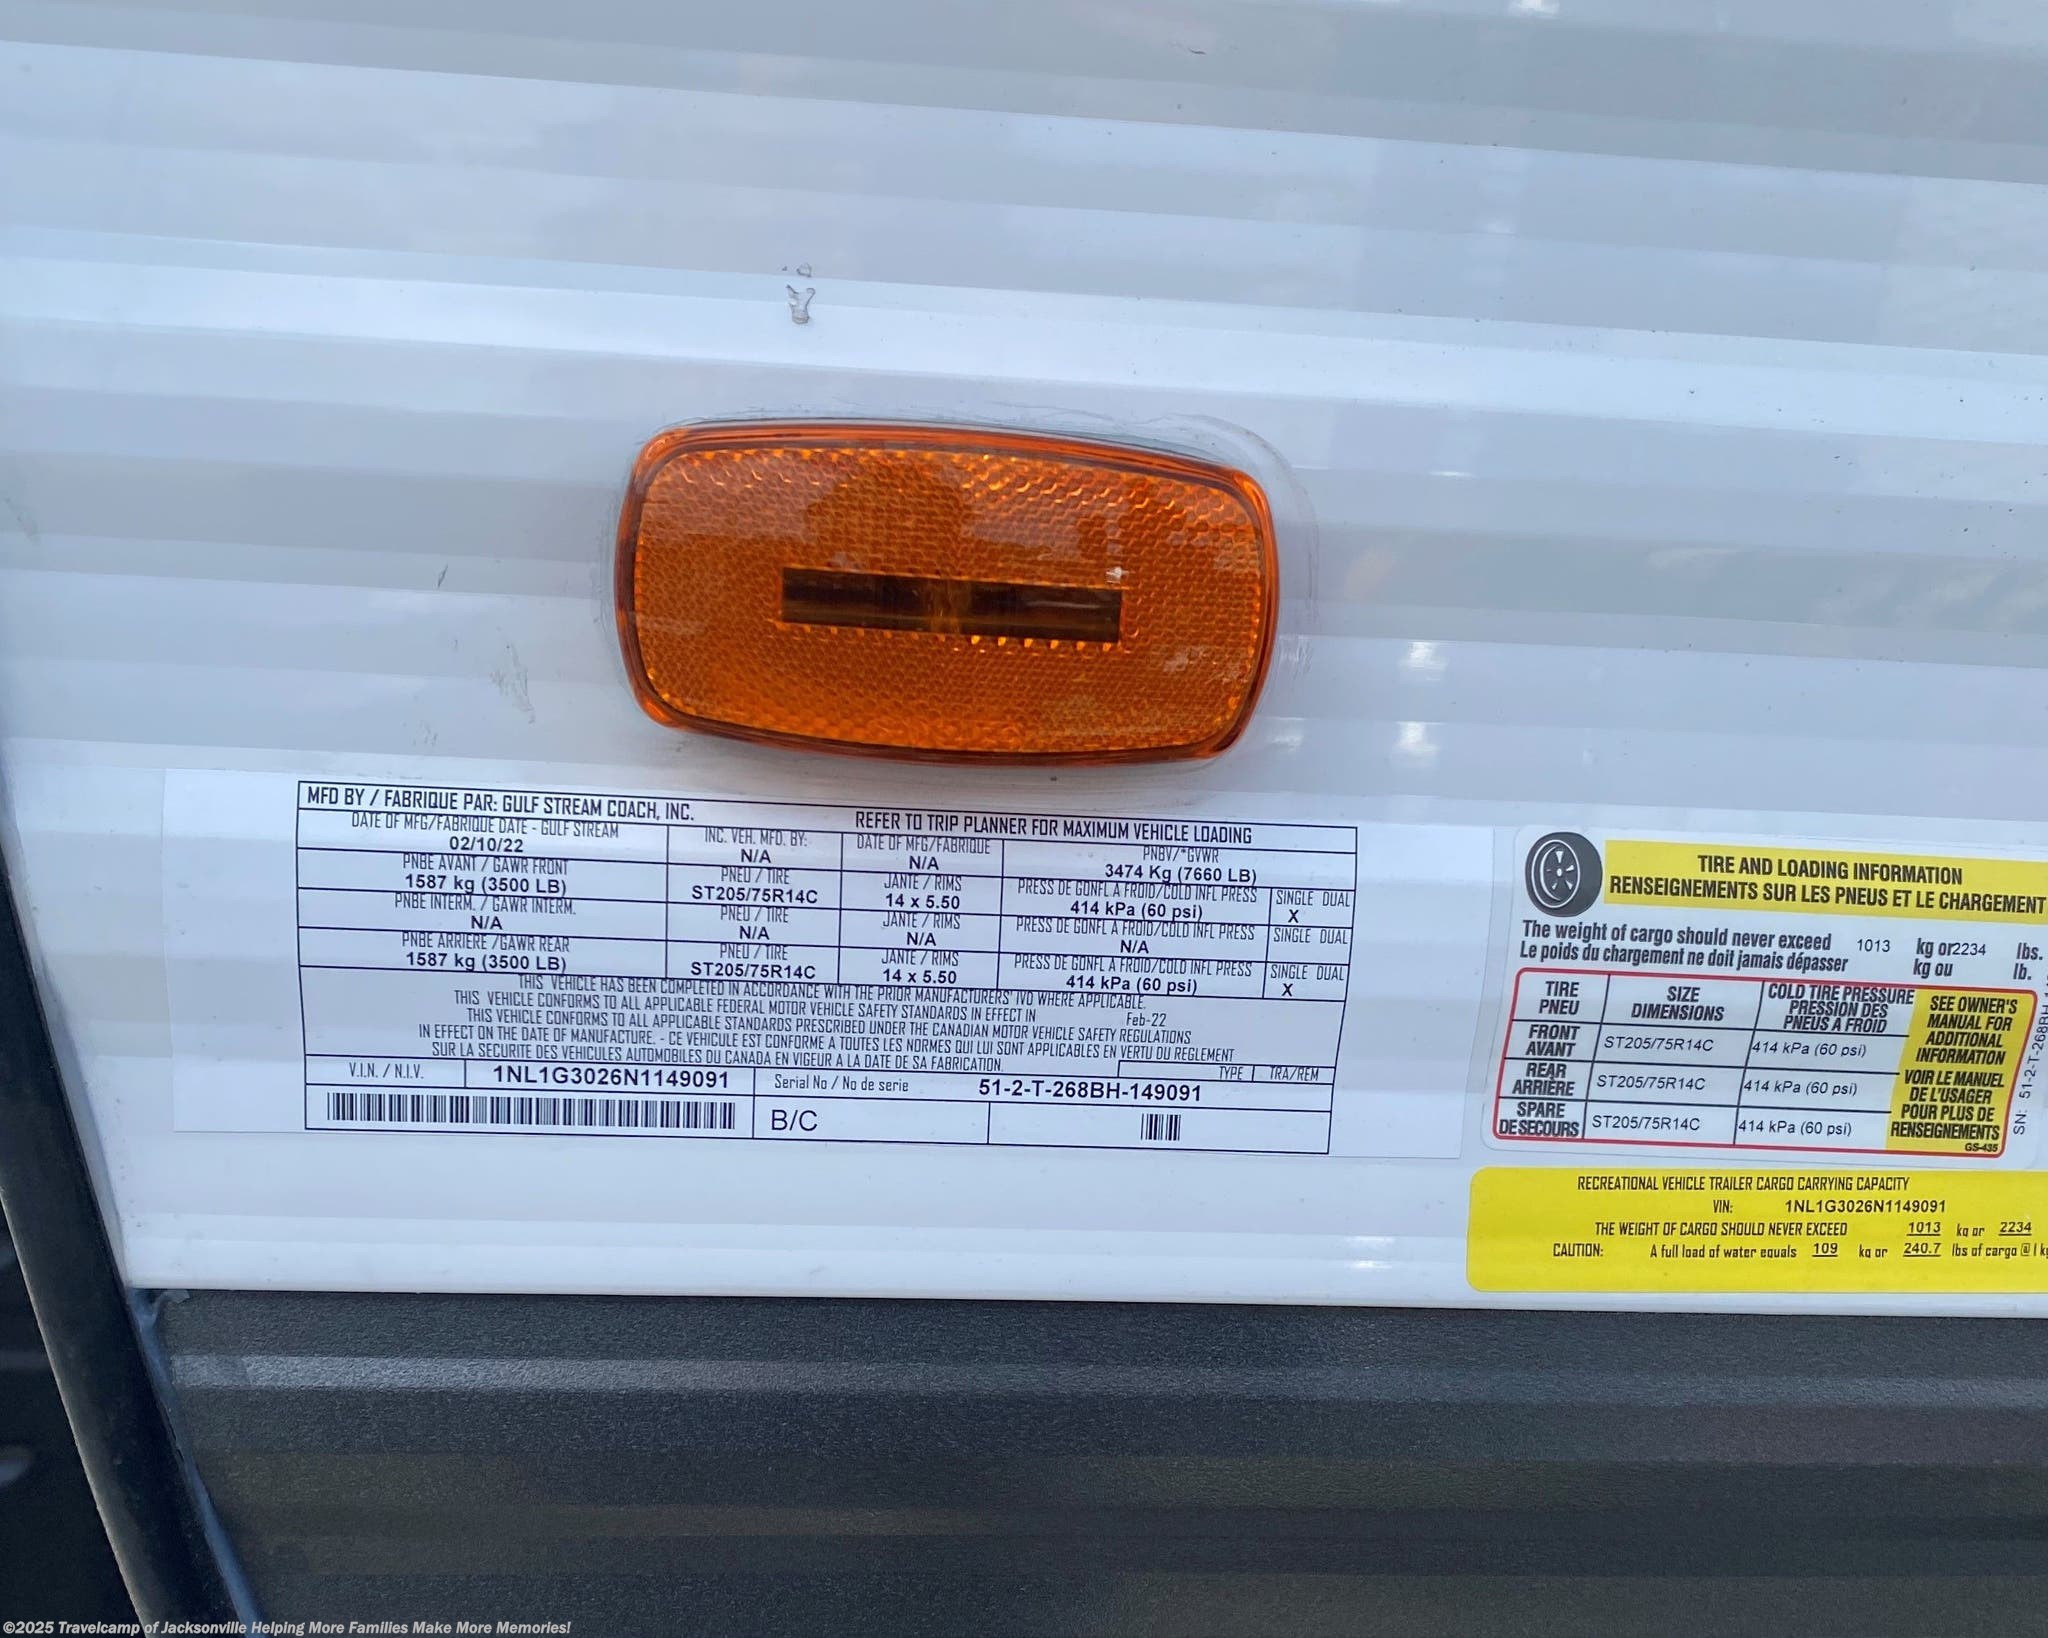 MFD BY / FABRIQUE PAR: GULF STREAM COACH, INC. REFER TO TRIP PLANNER FOR MAXIMUM VEHICLE LOADING
DATE OF MFG/FABRIQUE DATE - GULF STREAM INC. VEH. MFD. BY: DATE OF MFG/FABRIQUE PNBV/*GVWR
02/10/22 N/A N/A 3474 Kg (7660 LB)
PNBE AVANT / GAWR FRONT PNEU / TIRE JANTE / RIMS PRESS DE GONFL A FROID/COLD INFL PRESS SINGLE DUAL
1587 kg (3500 LB) ST205/75R14C 14 x 5.50 414 kPa (60 psi) X
PNBE INTERM. / GAWR INTERM. PNEU / TIRE JANTE / RIMS PRESS DE GONFL A FROID/COLD INFL PRESS SINGLE DUAL
N/A N/A N/A N/A
PNBE ARRIERE /GAWR REAR PNEU / TIRE JANTE / RIMS PRESS DE GONFL A FROID/COLD INFL PRESS SINGLE DUAL
1587 kg (3500 LB) ST205/75R14C 14 x 5.50 414 kPa (60 psi) X
THIS VEHICLE HAS BEEN COMPLETED IN ACCORDANCE WITH THE PRIOR MANUFACTURERS' IVD WHERE APPLICABLE.
THIS VEHICLE CONFORMS TO ALL APPLICABLE FEDERAL MOTOR VEHICLE SAFETY STANDARDS IN EFFECT IN Feb-22
THIS VEHICLE CONFORMS TO ALL APPLICABLE STANDARDS PRESCRIBED UNDER THE CANADIAN MOTOR VEHICLE SAFETY REGULATIONS
IN EFFECT ON THE DATE OF MANUFACTURE. - CE VEHICULE EST CONFORME A TOUTES LES NORMES QUI LUI SONT APPLICABLES EN VERTU DU REGLEMENT
SUR LA SECURITE DES VEHICULES AUTOMOBILES DU CANADA EN VIGEUR A LA DATE DE SA FABRICATION. TYPE TRA/REM
V.I.N. / N.I.V. 1NL1G3026N1149091 Serial No / No de serie 51-2-T-268BH-149091
B/C
TIRE AND LOADING INFORMATION
RENSEIGNEMENTS SUR LES PNEUS ET LE CHARGEMENT
The weight of cargo should never exceed 1013 kg or 2234 lbs.
Le poids du chargement ne doit jamais dépasser kg ou lb.
TIRE SIZE COLD TIRE PRESSURE
PNEU DIMENSIONS PRESSION DES
PNEUS A FROID
FRONT ST205/75R14C 414 kPa (60 psi)
AVANT
REAR ST205/75R14C 414 kPa (60 psi)
ARRIÈRE
SPARE ST205/75R14C 414 kPa (60 psi)
DE SECOURS
SEE OWNER'S
MANUAL FOR
ADDITIONAL
INFORMATION
VOIR LE MANUEL
DE L'USAGER
POUR PLUS DE
RENSEIGNEMENTS
GS-435
SN: 51-2-T-268BH
RECREATIONAL VEHICLE TRAILER CARGO CARRYING CAPACITY
VIN: 1NL1G3026N1149091
THE WEIGHT OF CARGO SHOULD NEVER EXCEED 1013 kg or 2234
CAUTION: A full load of water equals 109 kg or 240.7 lbs of cargo @ 1 kg
©2025 Travelcamp of Jacksonville Helping More Families Make More Memories!